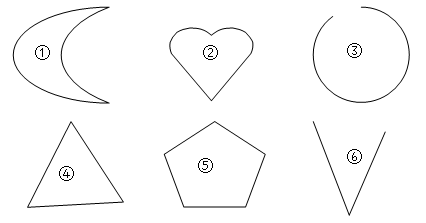 ① ② ③
④ ⑤ ⑥